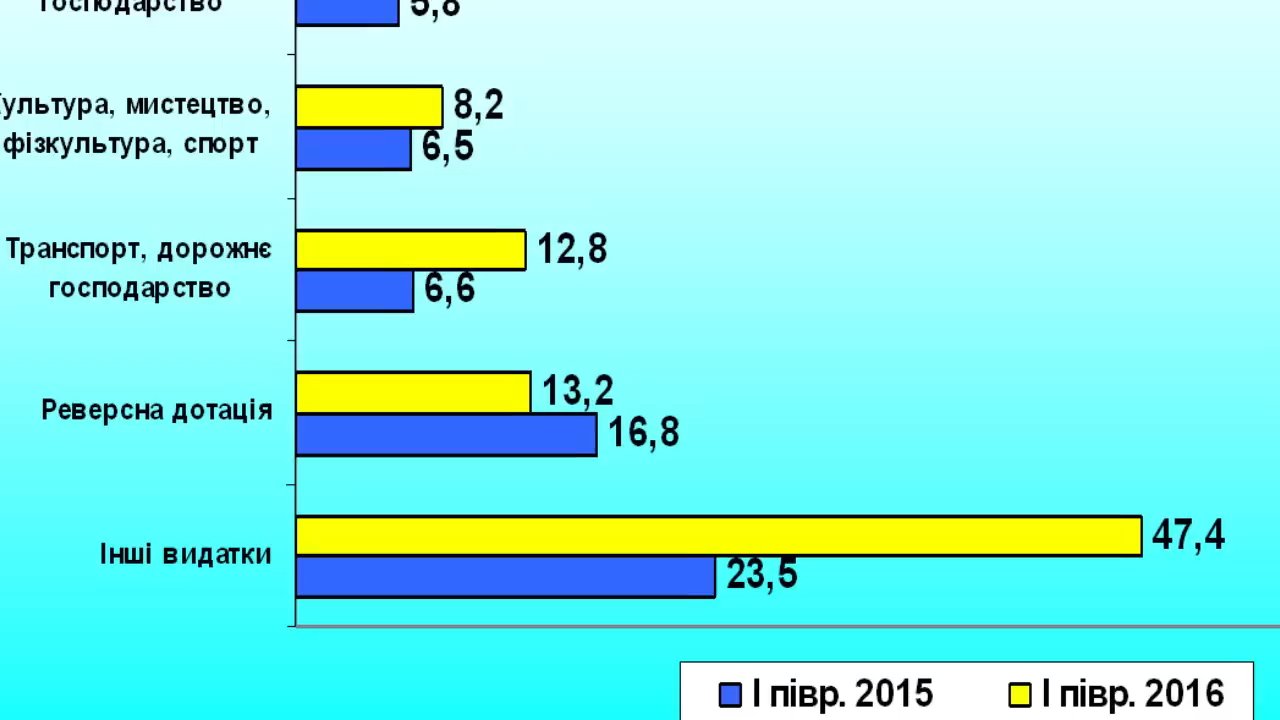 господарство
5,8
Культура, мистецтво,
фізкультура, спорт
8,2
6,5
Транспорт, дорожнє
господарство
12,8
6,6
Реверсна дотація
13,2
16,8
Інші видатки
47,4
23,5
І півр. 2015 І півр. 2016